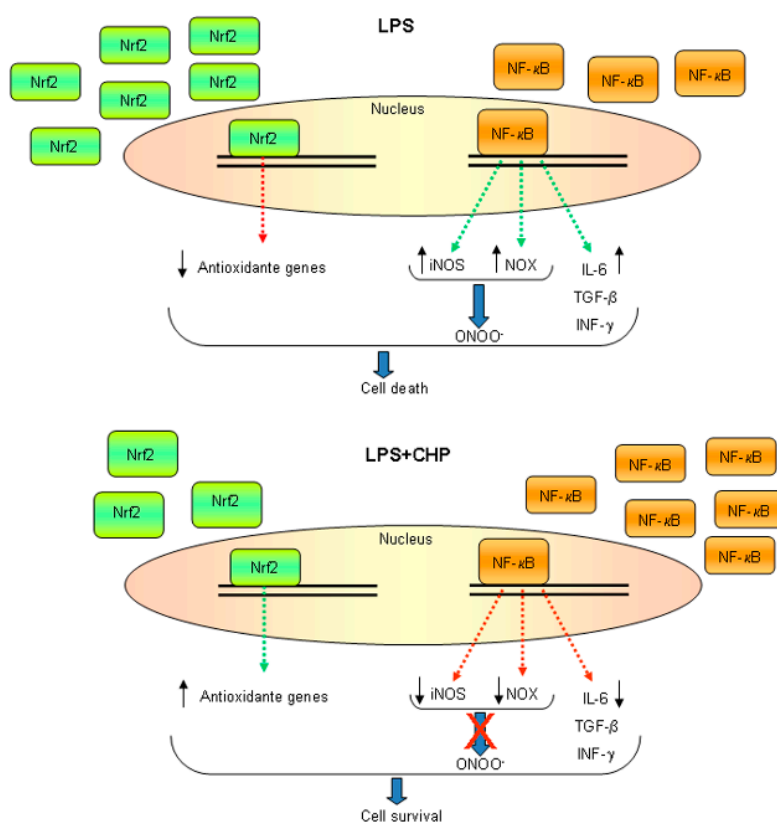 LPS
Nrf2
Nrf2
Nrf2
Nrf2
Nrf2
Nrf2
NF-κB
NF-κB
NF-κB
Nucleus
Nrf2
NF-κB
Antioxidante genes
iNOS
NOX
IL-6
TGF-β
INF-γ
ONOO-
Cell death
LPS+CHP
Nrf2
Nrf2
Nrf2
NF-κB
NF-κB
NF-κB
NF-κB
NF-κB
NF-κB
Nucleus
Nrf2
NF-κB
Antioxidante genes
iNOS
NOX
IL-6
TGF-β
INF-γ
ONOO-
Cell survival